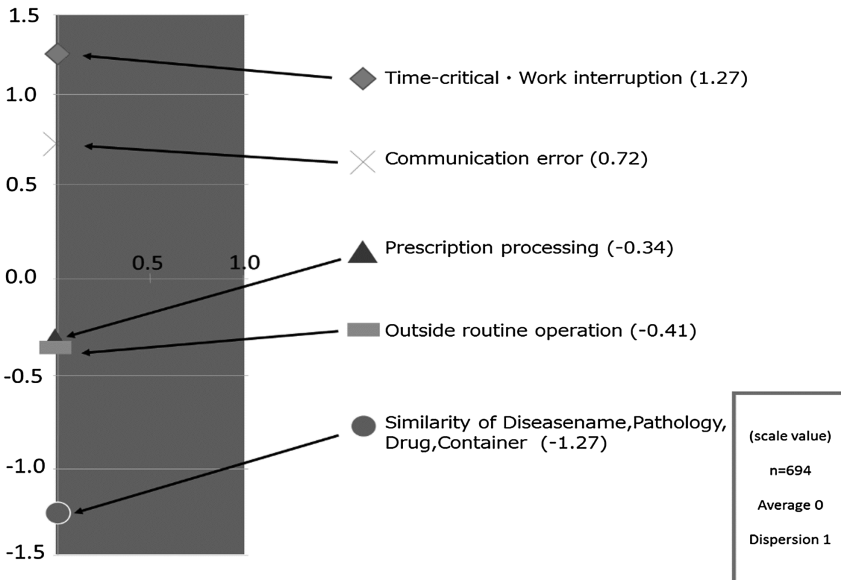 1.5
Time-critical・Work interruption (1.27)
1.0
Communication error (0.72)
0.5
Prescription processing (-0.34)
0.5 1.0
0.0
Outside routine operation (-0.41)
-0.5
Similarity of Diseasename,Pathology,
Drug,Container (-1.27)
-1.0
-1.5
(scale value)
n=694
Average 0
Dispersion 1